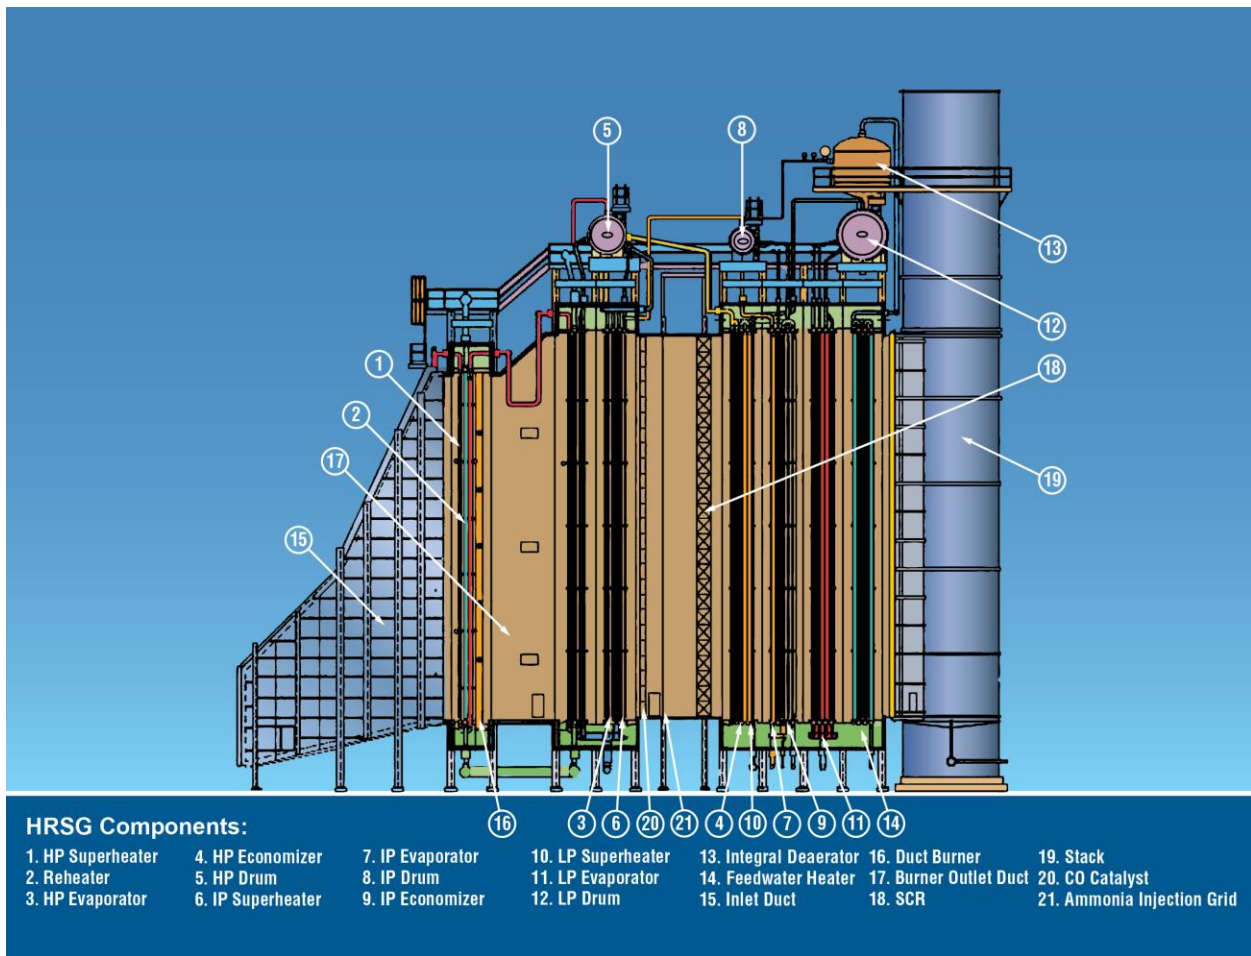 5
8
13
12
1
18
2
17
19
15
16
3
6
20
21
4
10
7
9
11
14
HRSG Components:
1. HP Superheater
2. Reheater
3. HP Evaporator
4. HP Economizer
5. HP Drum
6. IP Superheater
7. IP Evaporator
8. IP Drum
9. IP Economizer
10. LP Superheater
11. LP Evaporator
12. LP Drum
13. Integral Deaerator
14. Feedwater Heater
15. Inlet Duct
16. Duct Burner
17. Burner Outlet Duct
18. SCR
19. Stack
20. CO Catalyst
21. Ammonia Injection Grid